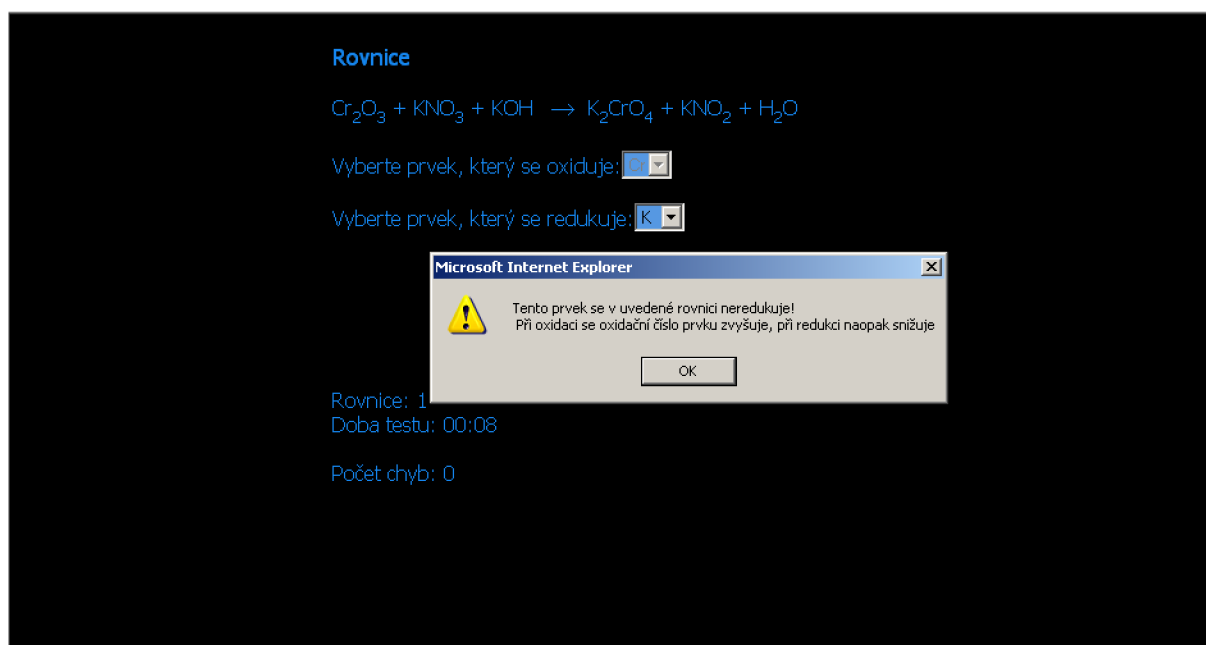 Rovnice
Cr₂O₃ + KNO₃ + KOH → K₂CrO₄ + KNO₂ + H₂O
Vyberte prvek, který se oxiduje: Cr
Vyberte prvek, který se redukuje: K
Microsoft Internet Explorer
Tento prvek se v uvedené rovnici neredukuje!
Při oxidaci se oxidační číslo prvku zvyšuje, při redukci naopak snižuje
OK
Rovnice: 1
Doba testu: 00:08
Počet chyb: 0